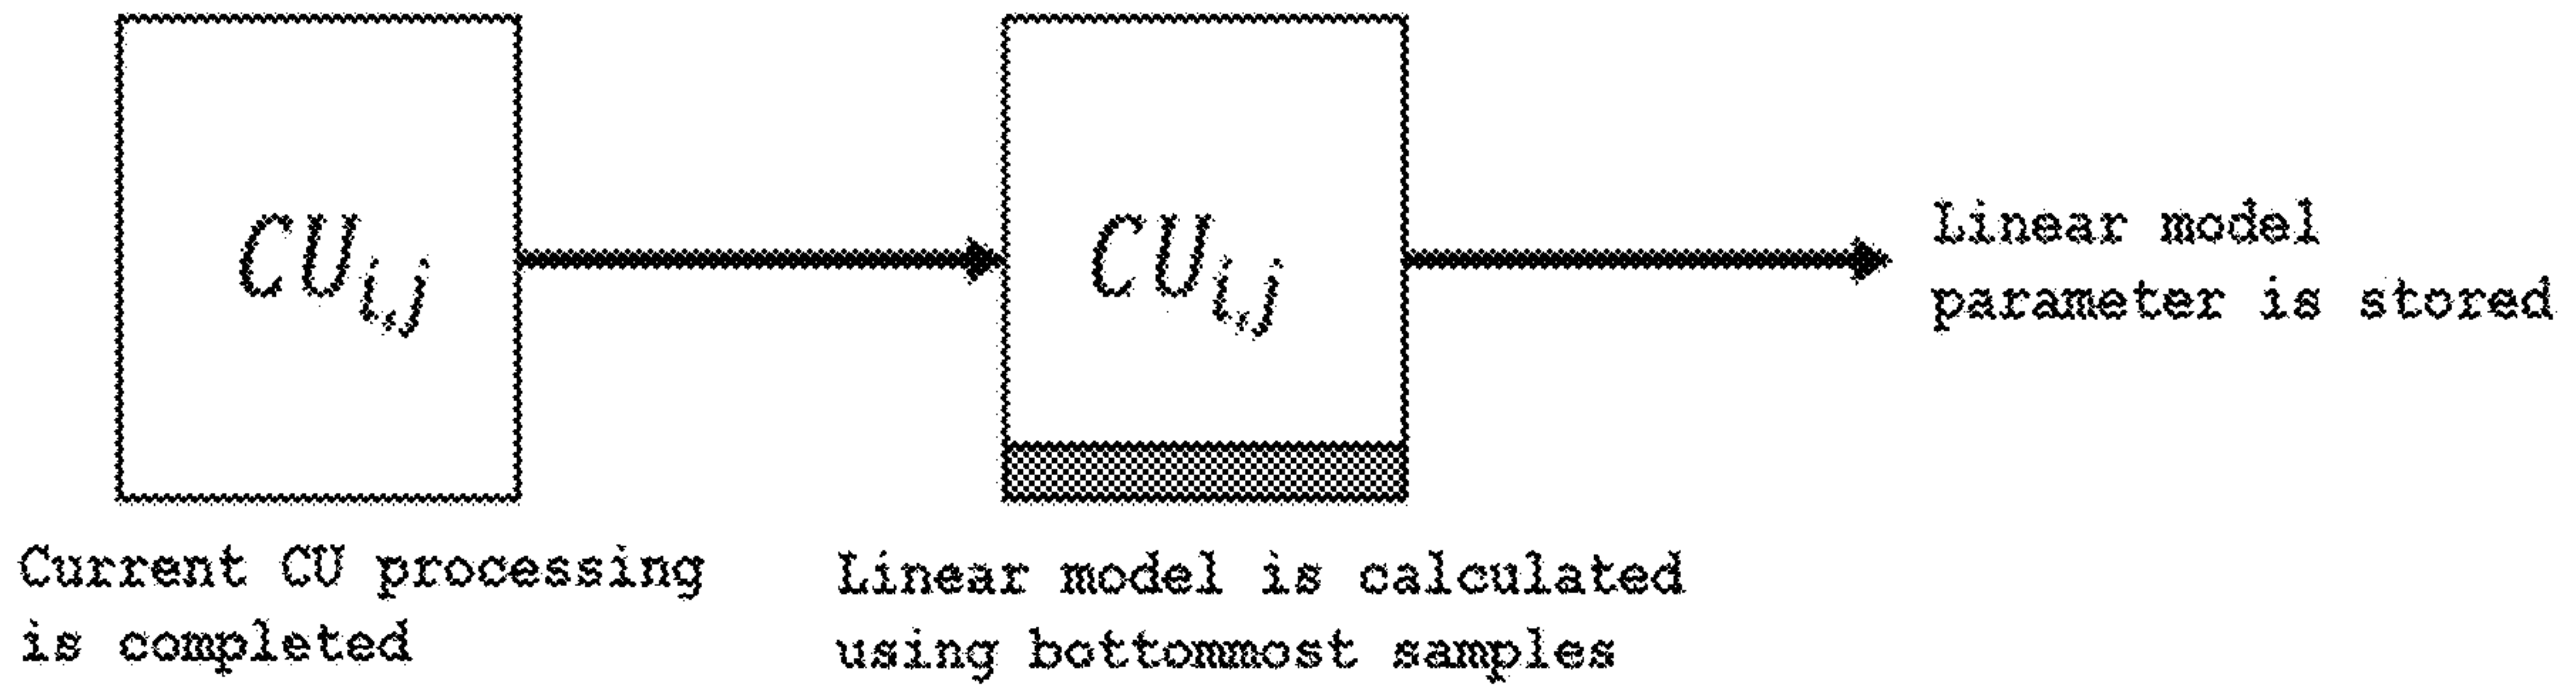 CU_{i,j}
CU_{i,j}
Linear model
parameter is stored
Current CU processing
is completed
Linear model is calculated
using bottommost samples